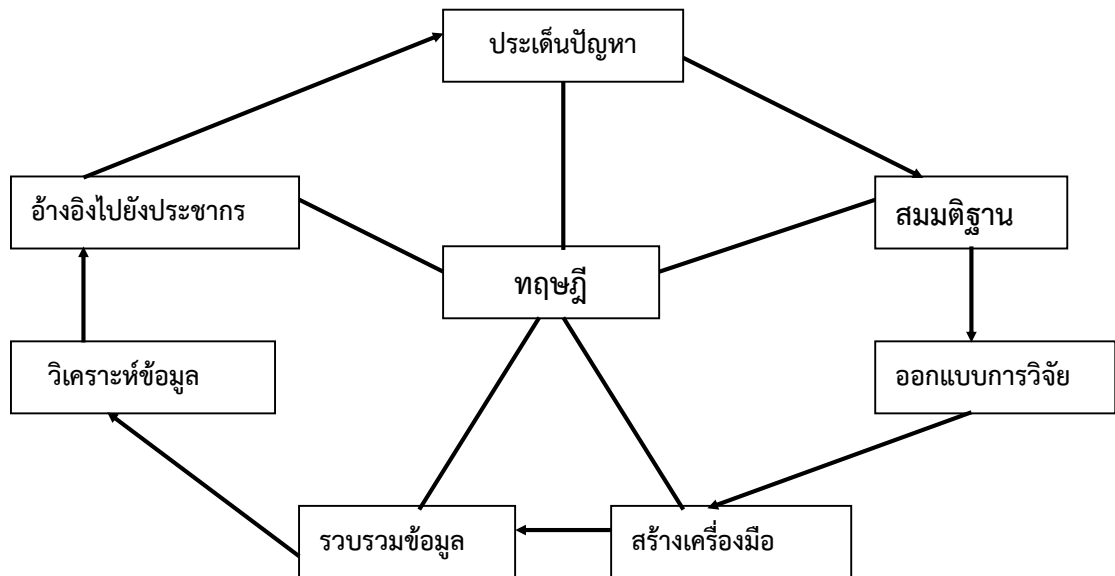 ประเด็นปัญหา
อ้างอิงไปยังประชากร
สมมติฐาน
ทฤษฎี
วิเคราะห์ข้อมูล
ออกแบบการวิจัย
รวบรวมข้อมูล
สร้างเครื่องมือ